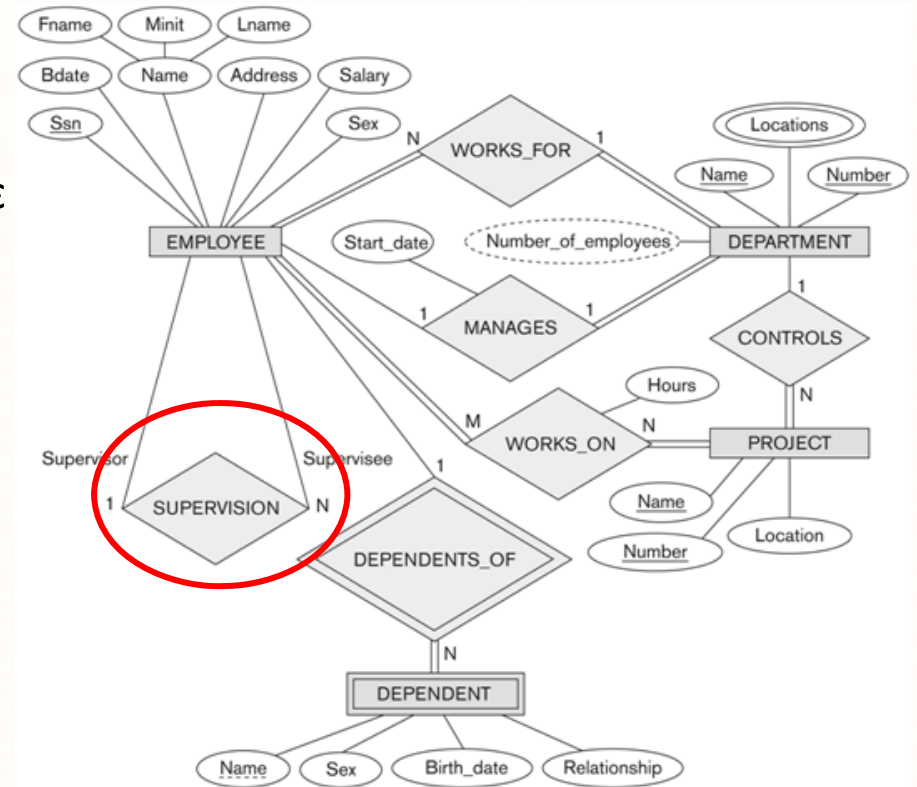 Fname Minit Lname
Bdate Name Address Salary
Ssn Sex
N WORKS_FOR 1
Locations
Name Number
EMPLOYEE Start_date Number_of_employees DEPARTMENT
1 MANAGES 1
1
CONTROLS
N
Hours
M WORKS_ON N PROJECT
Supervisor Supervisee
1 SUPERVISION N
1
Name
Number Location
DEPENDENTS_OF
N
DEPENDENT
Name Sex Birth_date Relationship